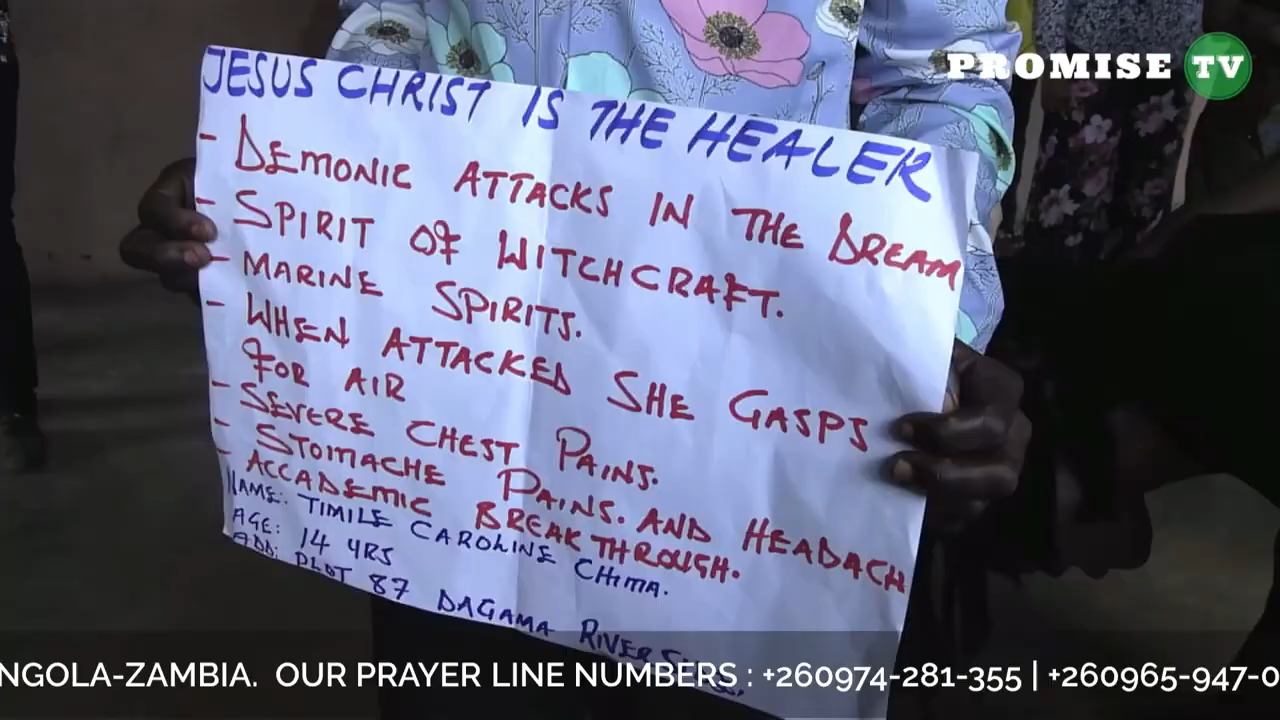 PROMISE TV
JESUS CHRIST IS THE HEALER
- DEMONIC ATTACKS IN THE DREAM
- SPIRIT OF WITCHCRAFT.
- MARINE SPIRITS.
- WHEN ATTACKED SHE GASPS
FOR AIR
- SEVERE CHEST PAINS.
- STOMACHE PAINS. AND HEADACH
- ACCADEMIC BREAKTHROUGH.
NAME: TIMILE CAROLINE CHIMA.
AGE: 14 YRS
ADD: PLOT 87 DAGAMA RIVER
NGOLA-ZAMBIA. OUR PRAYER LINE NUMBERS : +260974-281-355 | +260965-947-0